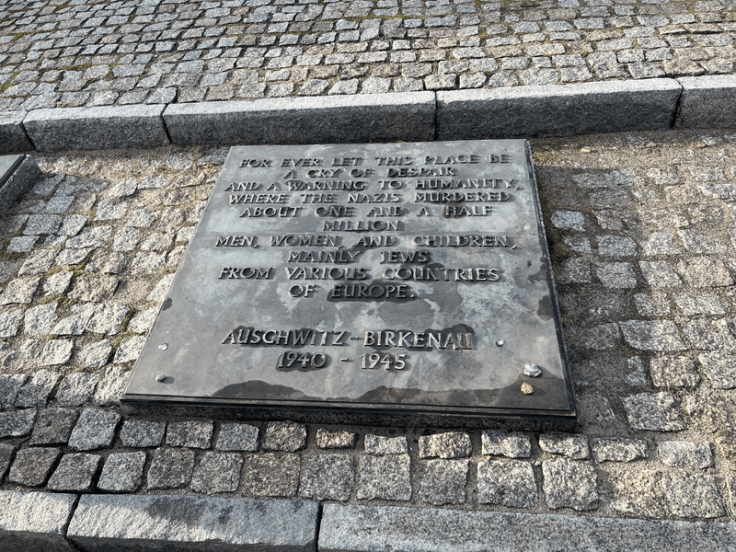 FOR EVER LET THIS PLACE BE
A CRY OF DESPAIR
AND A WARNING TO HUMANITY,
WHERE THE NAZIS MURDERED
ABOUT ONE AND A HALF
MILLION
MEN, WOMEN, AND CHILDREN,
MAINLY JEWS
FROM VARIOUS COUNTRIES
OF EUROPE.
AUSCHWITZ - BIRKENAU
1940 - 1945